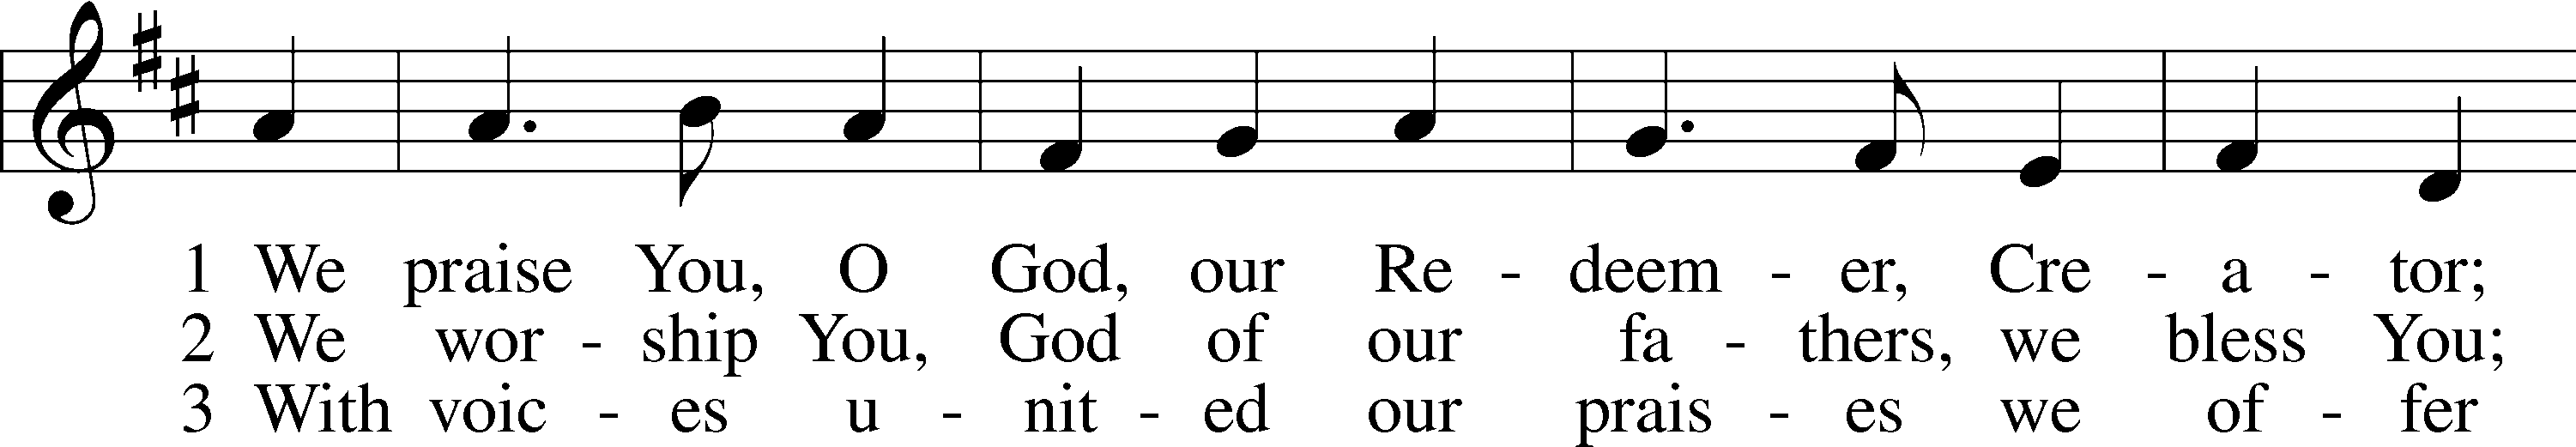 1 We praise You, O God, our Re - deem - er, Cre - a - tor;
2 We wor - ship You, God of our fa - thers, we bless You;
3 With voic - es u - nit - ed our prais - es we of - fer